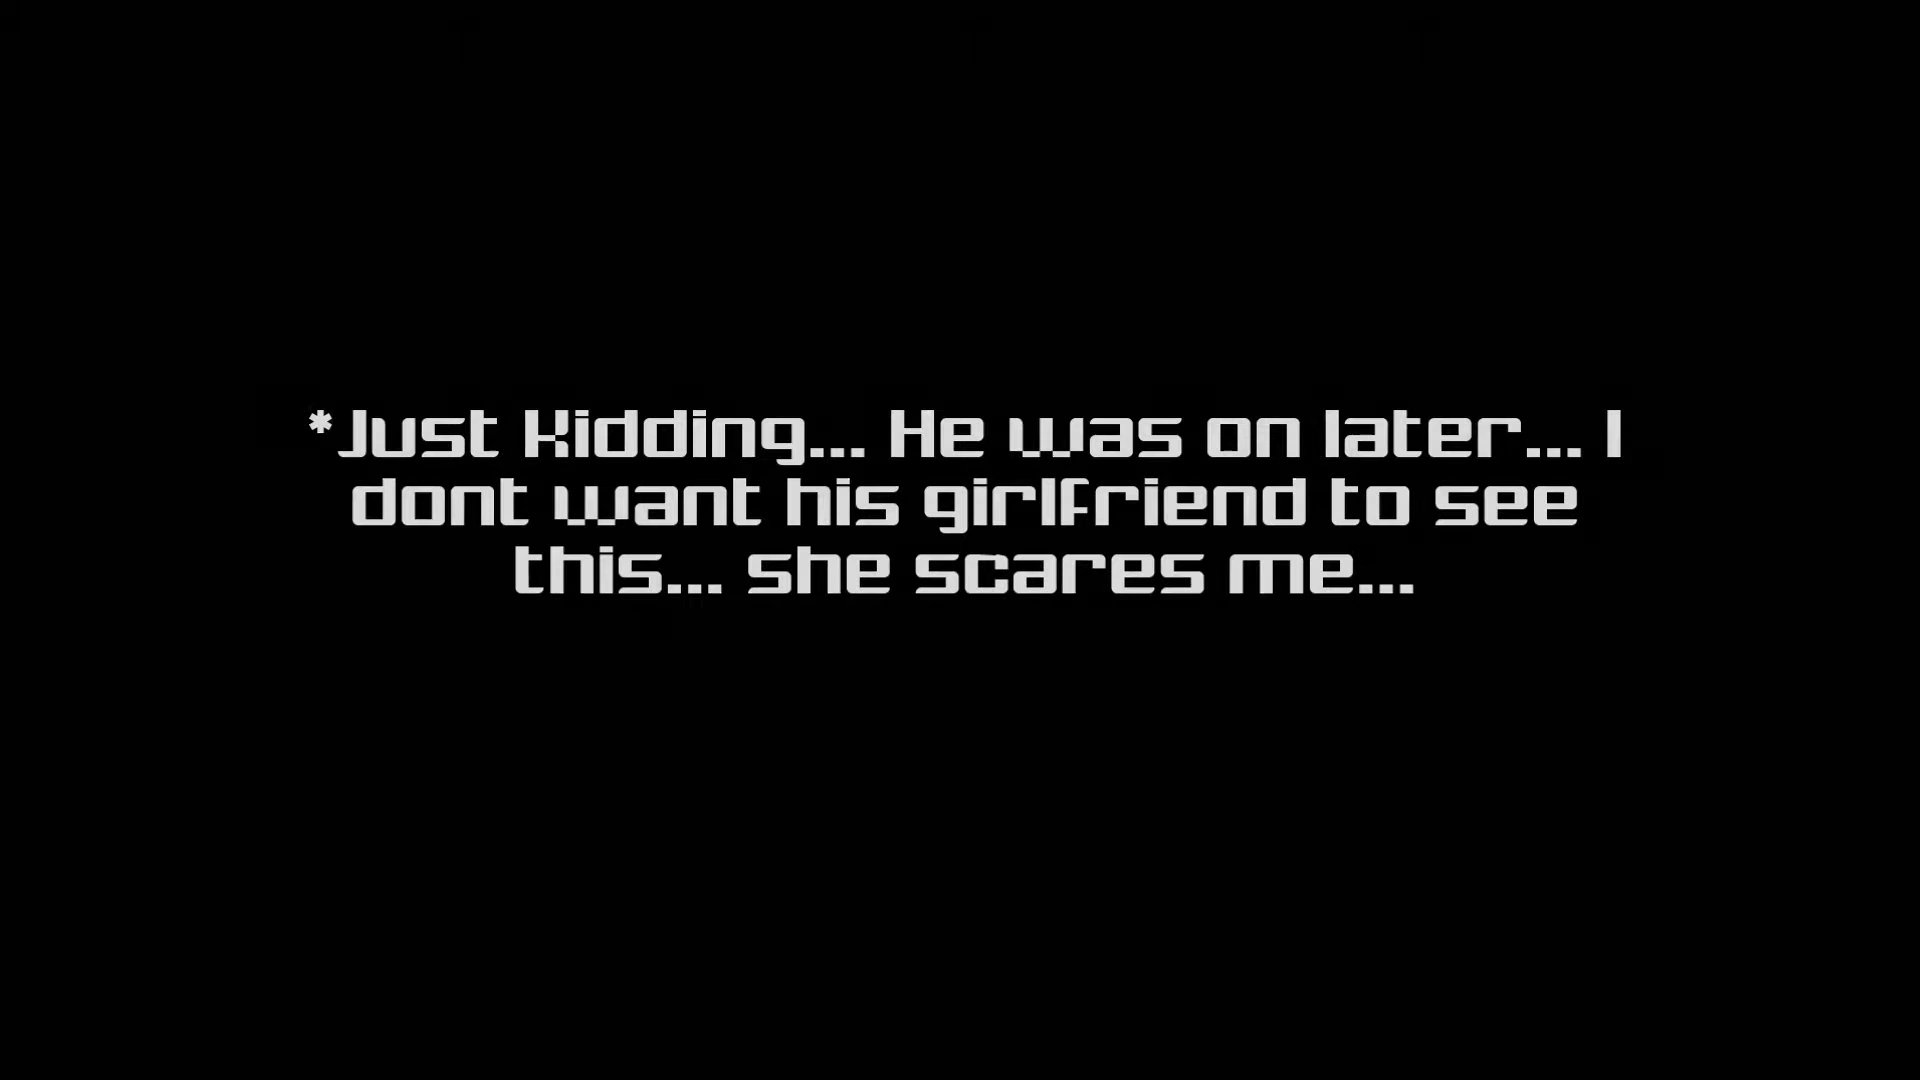 *Just Kidding... He was on later... I
dont want his girlfriend to see
this... she scares me...